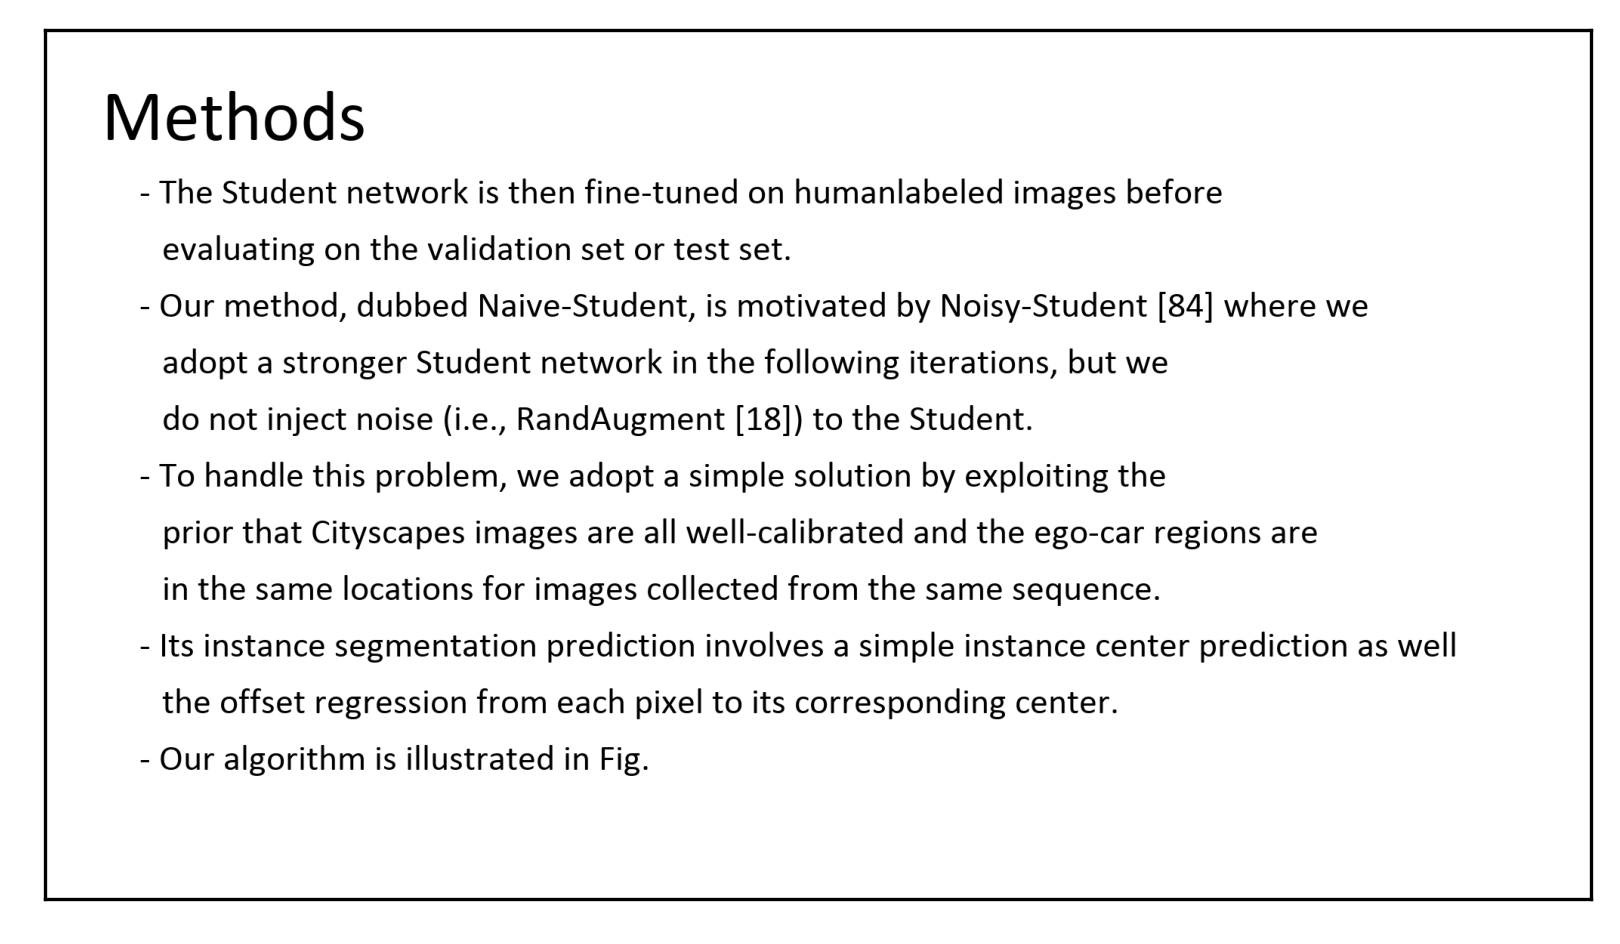 Methods
- The Student network is then fine-tuned on humanlabeled images before
evaluating on the validation set or test set.
- Our method, dubbed Naive-Student, is motivated by Noisy-Student [84] where we
adopt a stronger Student network in the following iterations, but we
do not inject noise (i.e., RandAugment [18]) to the Student.
- To handle this problem, we adopt a simple solution by exploiting the
prior that Cityscapes images are all well-calibrated and the ego-car regions are
in the same locations for images collected from the same sequence.
- Its instance segmentation prediction involves a simple instance center prediction as well
the offset regression from each pixel to its corresponding center.
- Our algorithm is illustrated in Fig.